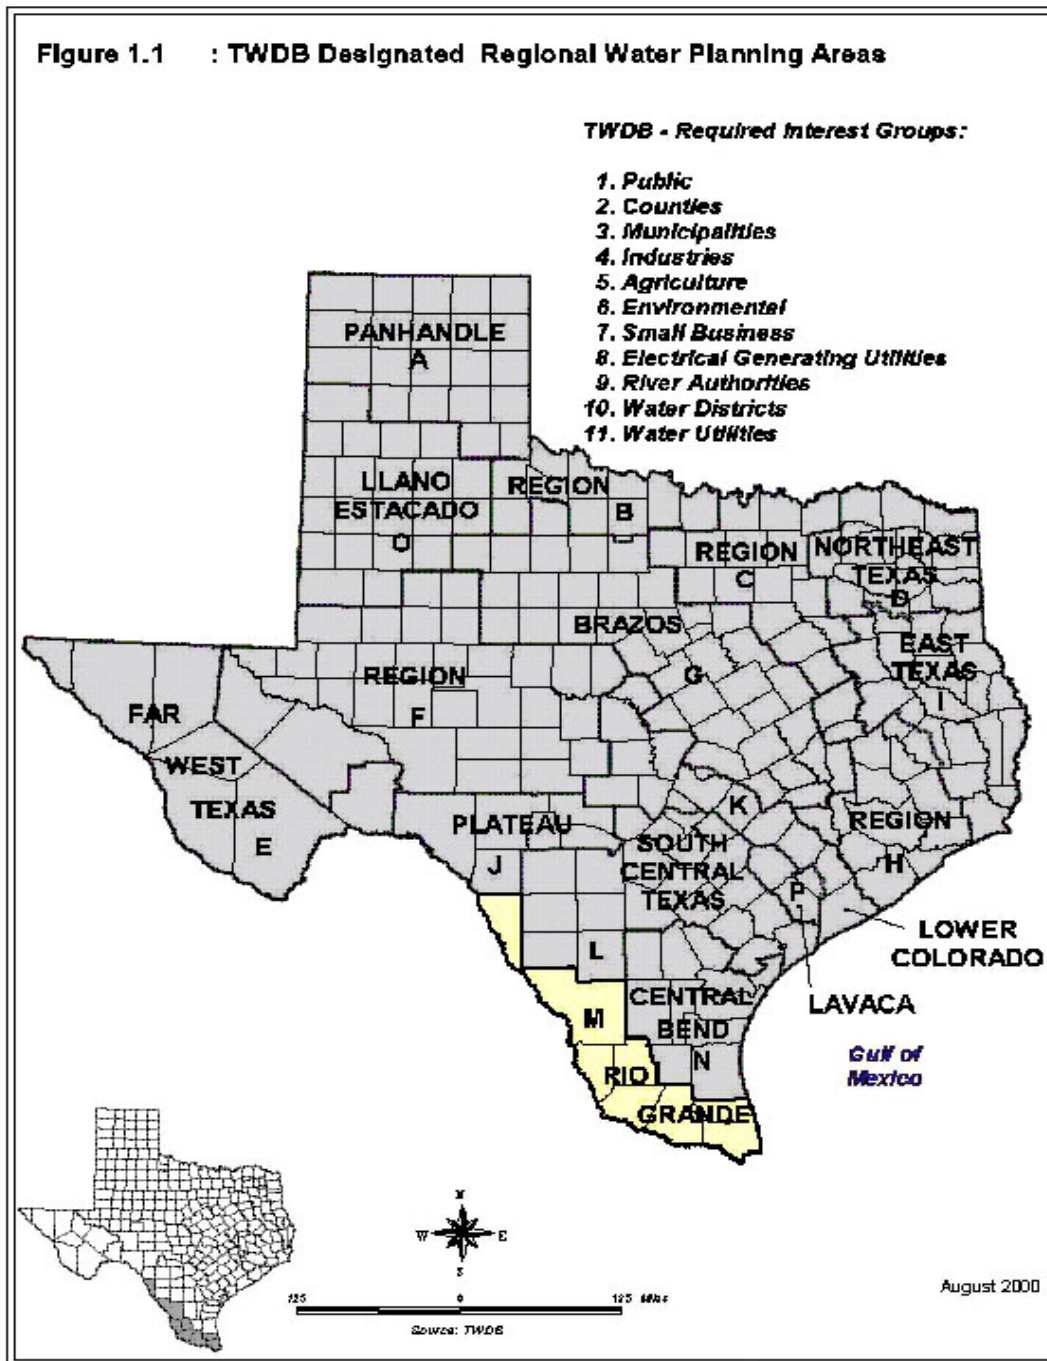 Figure 1.1 : TWDB Designated Regional Water Planning Areas
TWDB - Required Interest Groups:
1. Public
2. Counties
3. Municipalities
4. Industries
5. Agriculture
6. Environmental
7. Small Business
8. Electrical Generating Utilities
9. River Authorities
10. Water Districts
11. Water Utilities
PANHANDLE
A
LLANO
ESTACADO
O
REGION
B
REGION
C
NORTHEAST
TEXAS
D
BRAZOS
G
EAST
TEXAS
I
REGION
F
FAR
WEST
TEXAS
E
PLATEAU
J
K
REGION
H
SOUTH
CENTRAL
TEXAS
L
P
LOWER
COLORADO
LAVACA
CENTRAL
BEND
N
M
RIO
GRANDE
Gulf of
Mexico
N
W E
S
125 0 125 Miles
Source: TWDB
August 2000